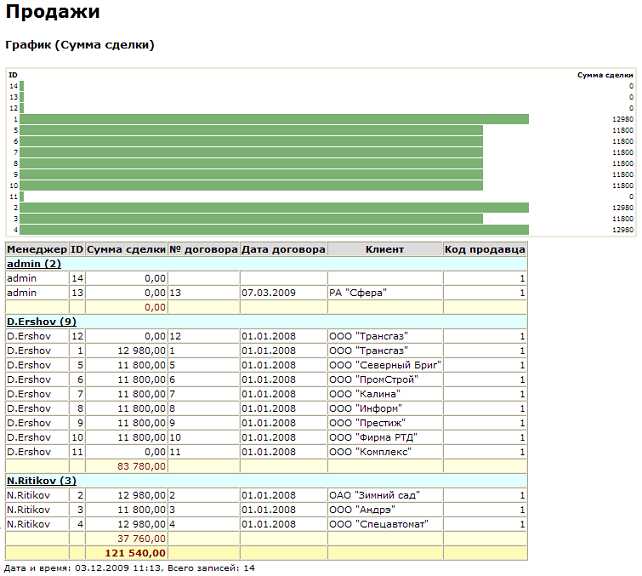 Продажи
График (Сумма сделки)
ID Сумма сделки
14 0
13 0
12 0
1 12980
5 11800
6 11800
7 11800
8 11800
9 11800
10 11800
11 0
2 12980
3 11800
4 12980
Менеджер ID Сумма сделки № договора Дата договора Клиент Код продавца
admin (2)
admin 14 0,00 1
admin 13 0,00 13 07.03.2009 РА "Сфера" 1
0,00
D.Ershov (9)
D.Ershov 12 0,00 12 01.01.2008 ООО "Трансгаз" 1
D.Ershov 1 12 980,00 1 01.01.2008 ООО "Трансгаз" 1
D.Ershov 5 11 800,00 5 01.01.2008 ООО "Северный Бриг" 1
D.Ershov 6 11 800,00 6 01.01.2008 ООО "ПромСтрой" 1
D.Ershov 7 11 800,00 7 01.01.2008 ООО "Калина" 1
D.Ershov 8 11 800,00 8 01.01.2008 ООО "Информ" 1
D.Ershov 9 11 800,00 9 01.01.2008 ООО "Престиж" 1
D.Ershov 10 11 800,00 10 01.01.2008 ООО "Фирма РТД" 1
D.Ershov 11 0,00 11 01.01.2008 ООО "Комплекс" 1
83 780,00
N.Ritikov (3)
N.Ritikov 2 12 980,00 2 01.01.2008 ОАО "Зимний сад" 1
N.Ritikov 3 11 800,00 3 01.01.2008 ООО "Андрэ" 1
N.Ritikov 4 12 980,00 4 01.01.2008 ООО "Спецавтомат" 1
37 760,00
121 540,00
Дата и время: 03.12.2009 11:13, Всего записей: 14